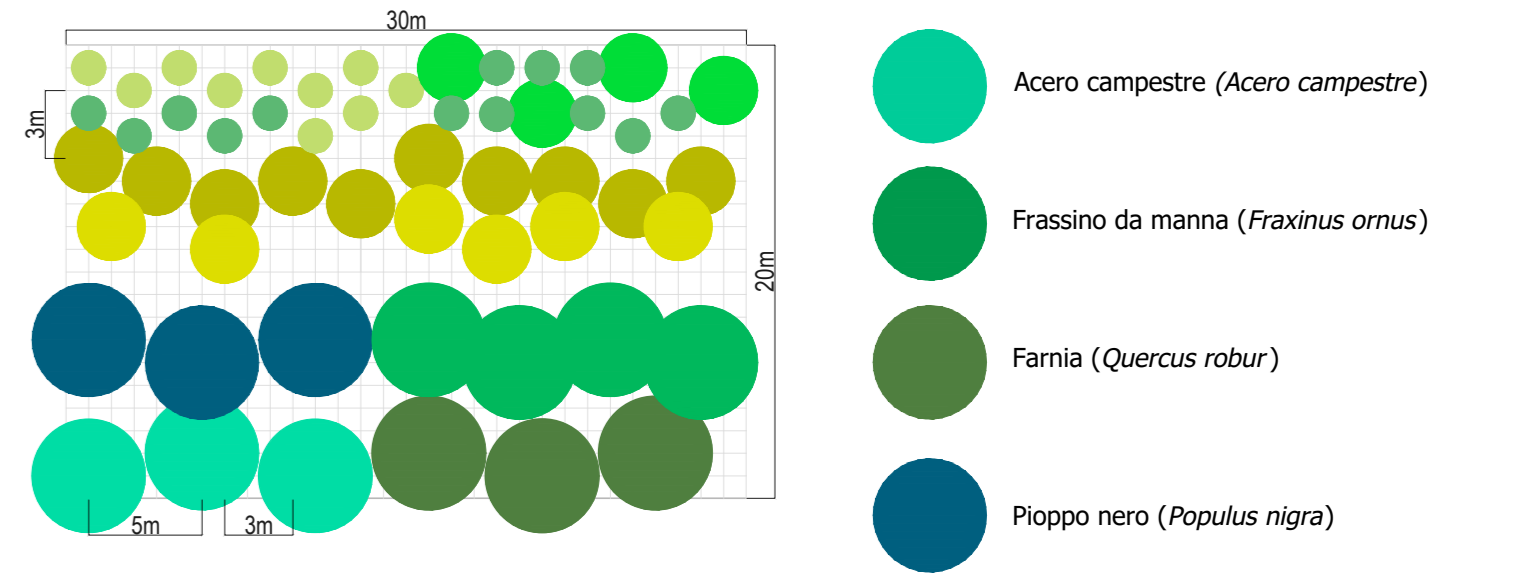 30m
3m
20m
5m
3m
Acero campestre (Acero campestre)
Frassino da manna (Fraxinus ornus)
Farnia (Quercus robur)
Pioppo nero (Populus nigra)